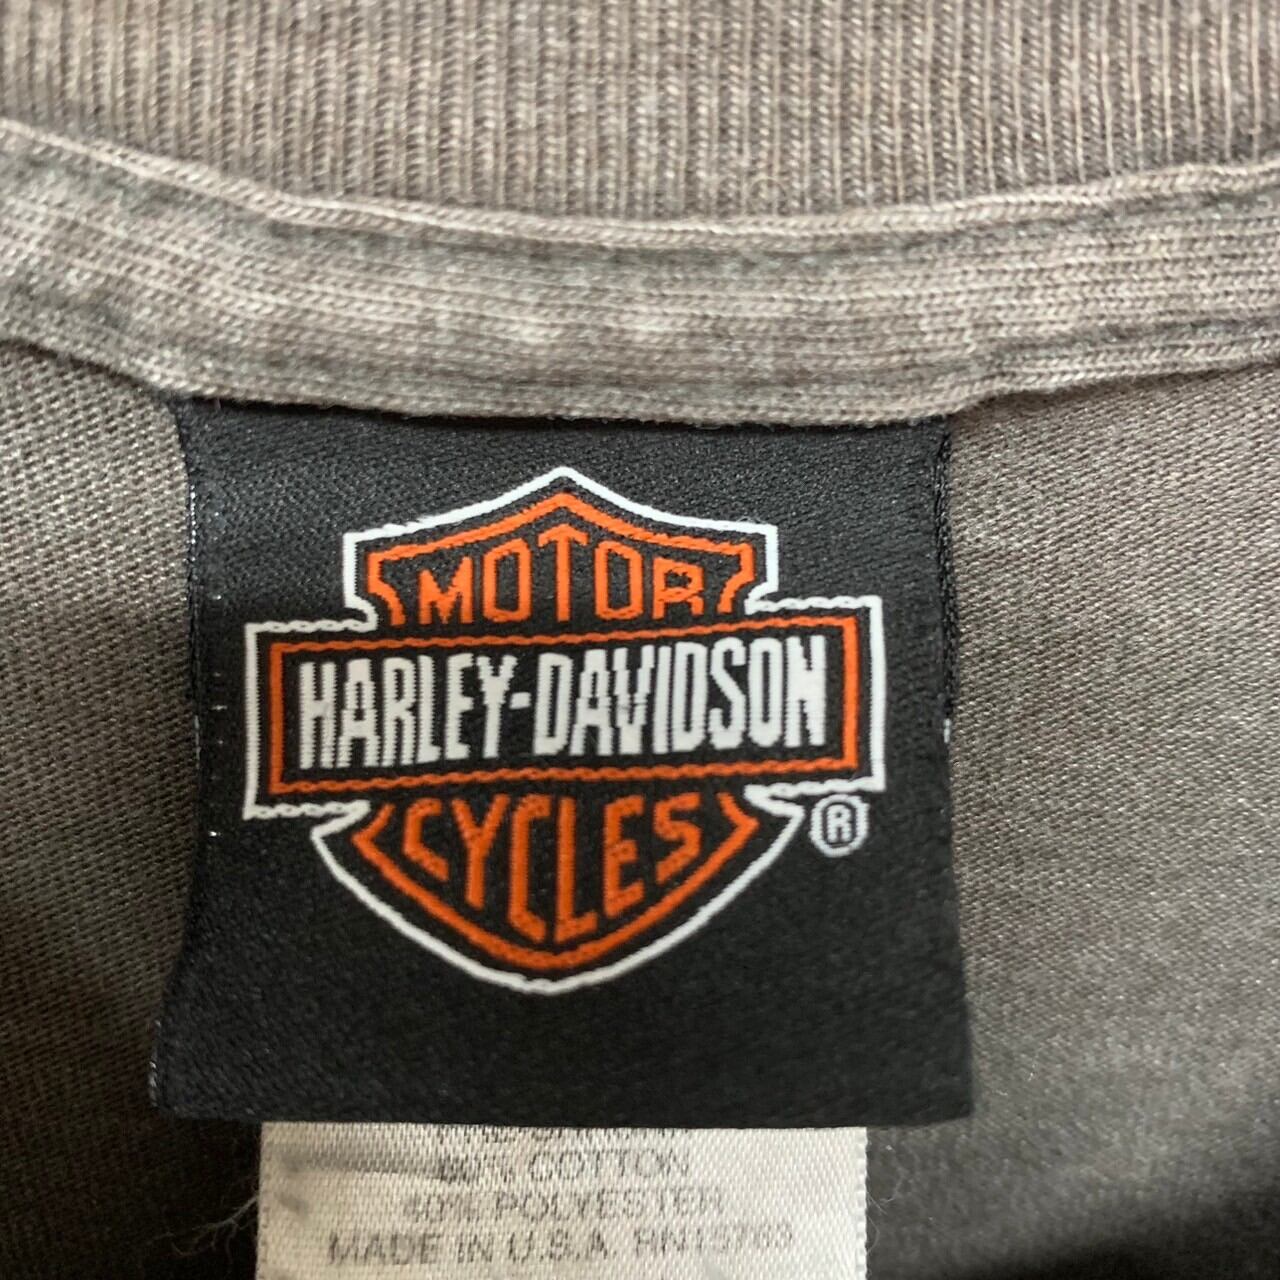 MOTOR
HARLEY-DAVIDSON
CYCLES
®
COTTON
POLYESTER
MADE IN U.S.A.